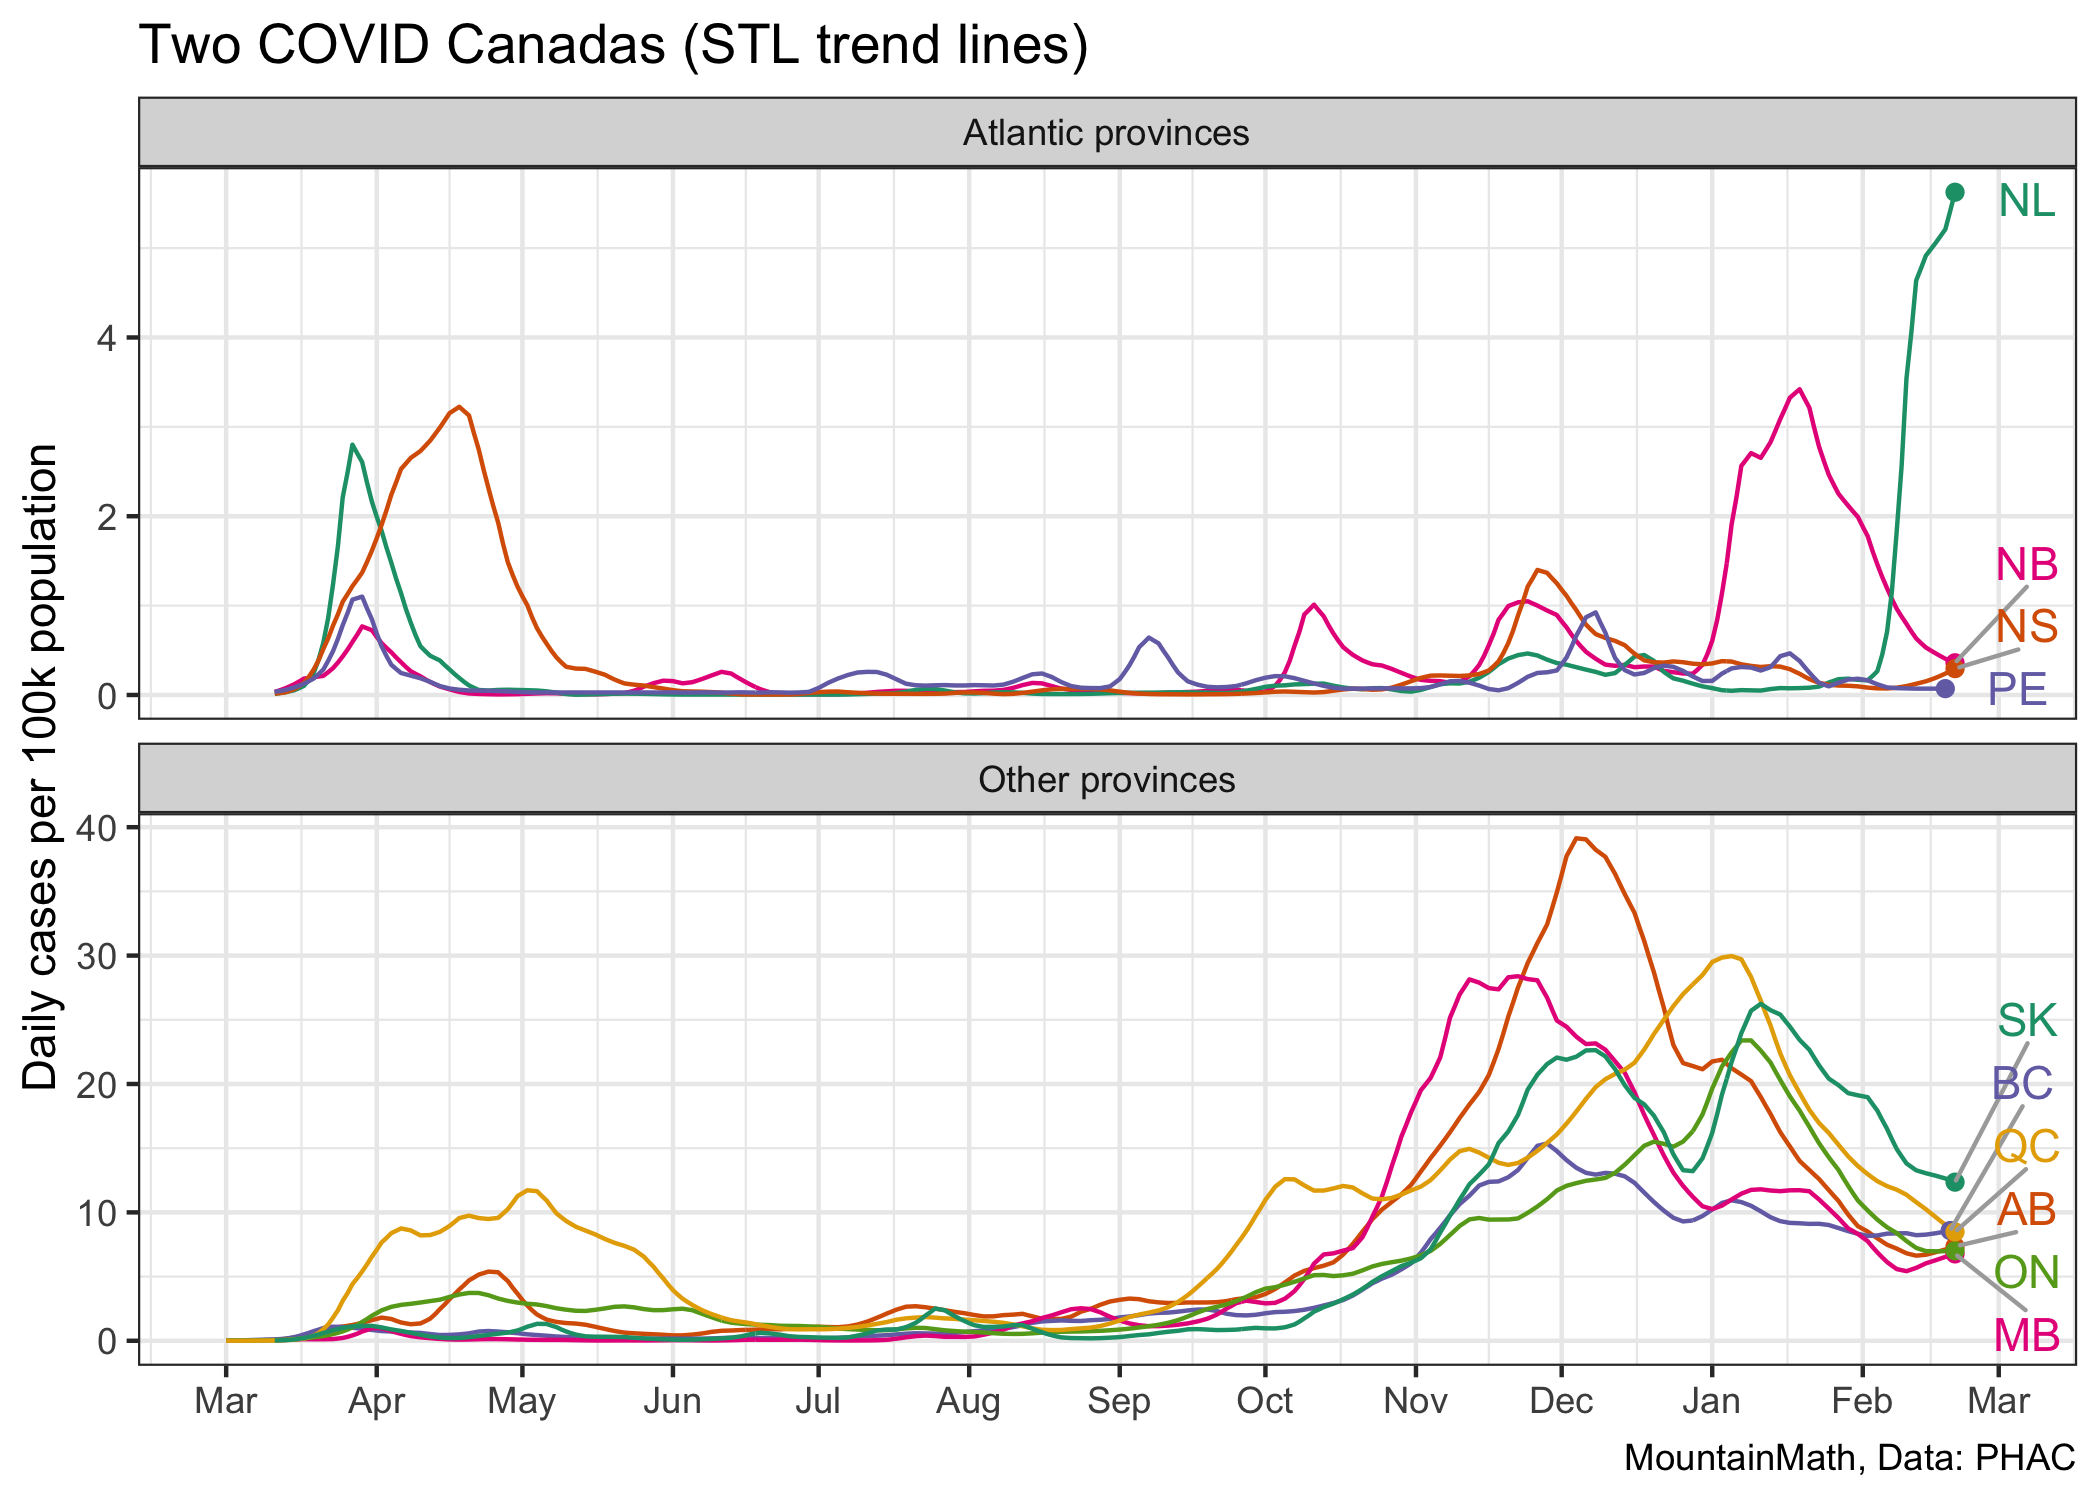 Two COVID Canadas (STL trend lines)
Atlantic provinces
Daily cases per 100k population
4
2
0
NL
NB
NS
PE
Other provinces
40
30
20
10
0
SK
BC
QC
AB
ON
MB
Mar Apr May Jun Jul Aug Sep Oct Nov Dec Jan Feb Mar
MountainMath, Data: PHAC